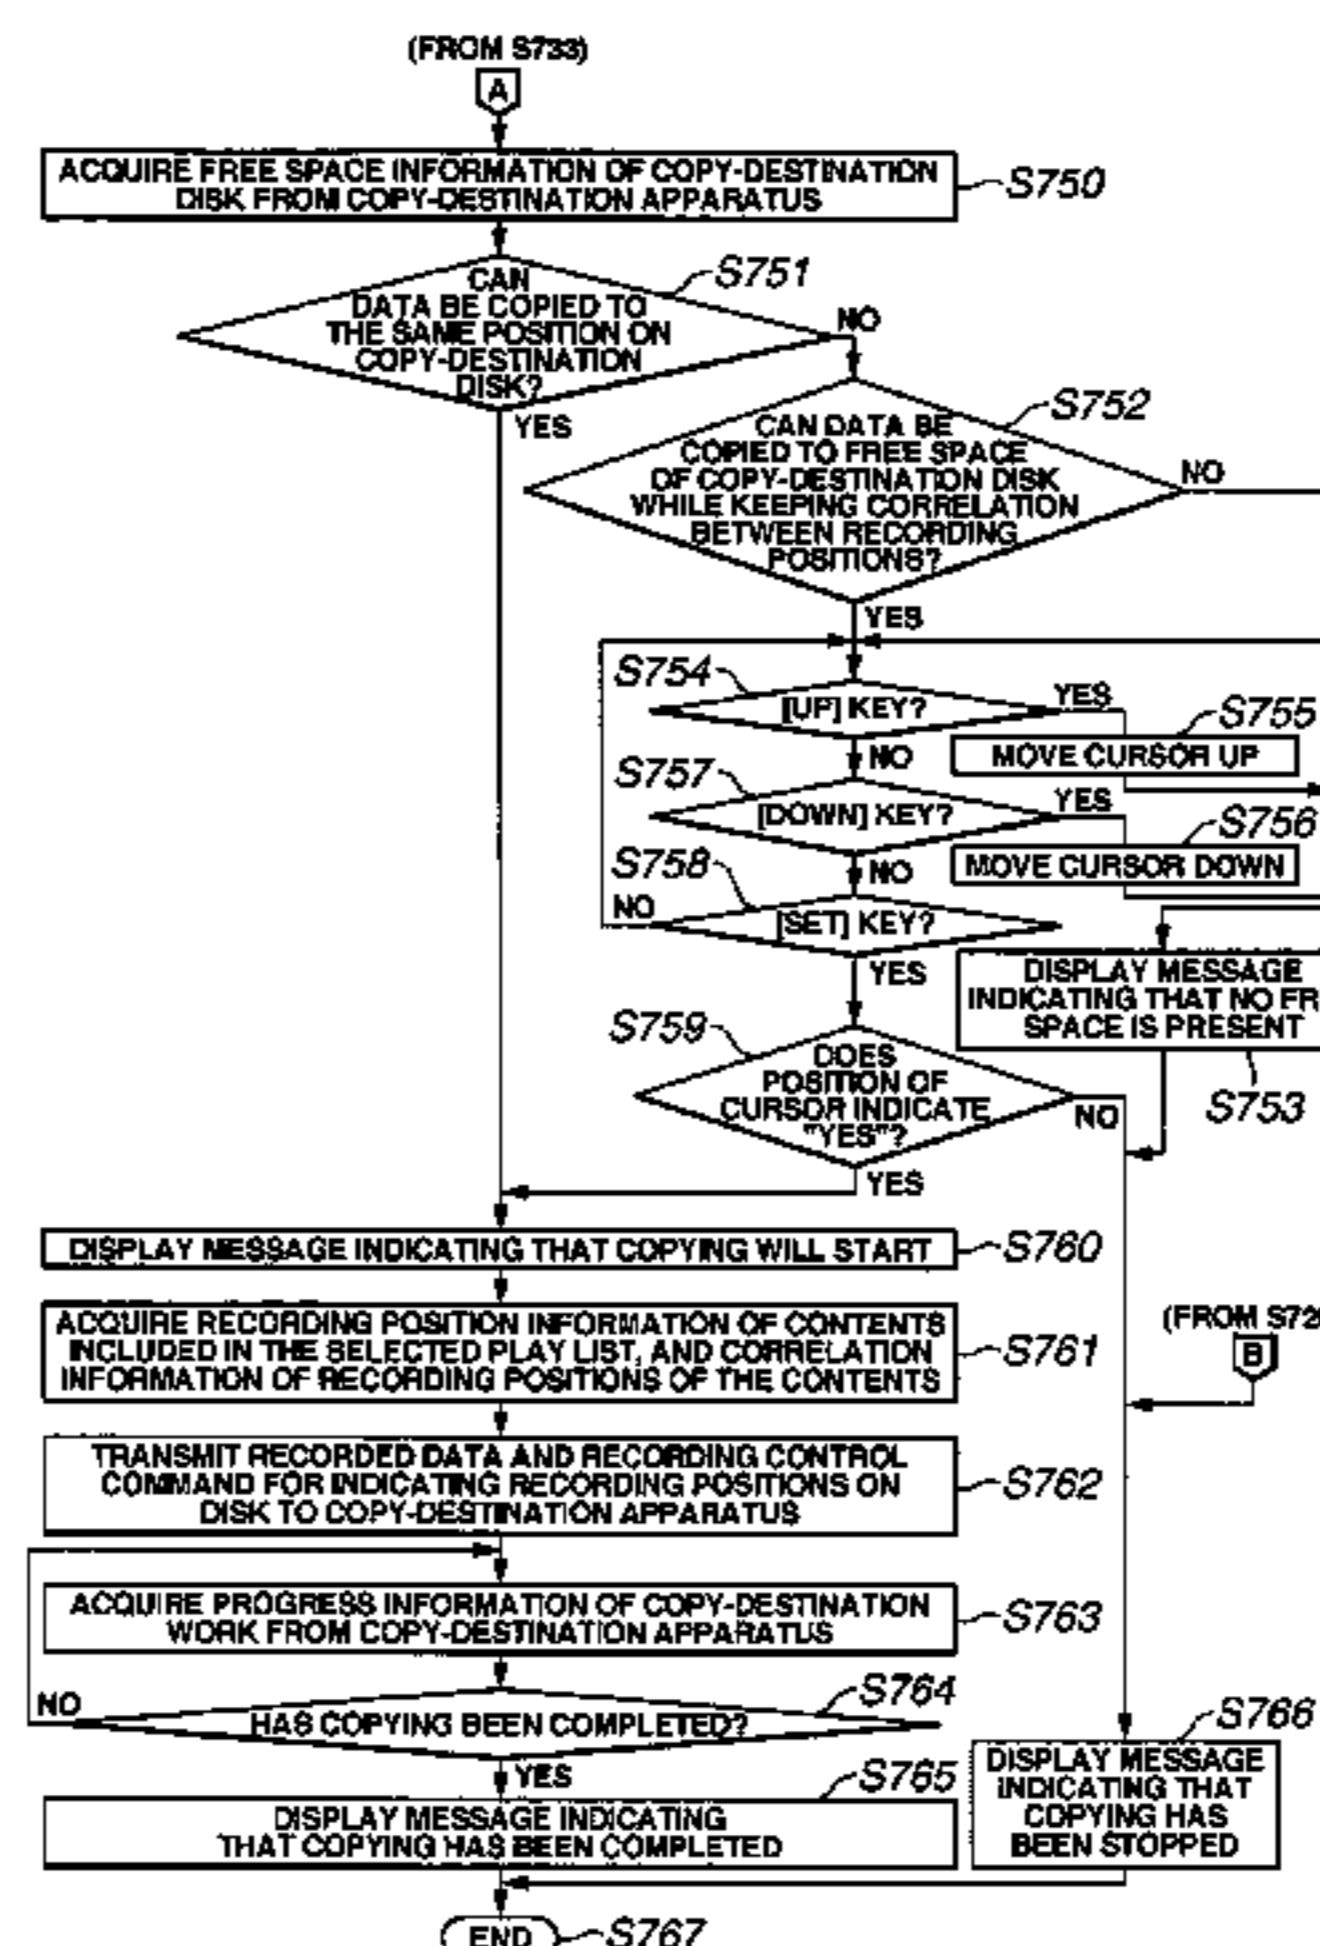 (FROM S733)
A
ACQUIRE FREE SPACE INFORMATION OF COPY-DESTINATION
DISK FROM COPY-DESTINATION APPARATUS
S750
CAN
DATA BE COPIED TO
THE SAME POSITION ON
COPY-DESTINATION
DISK?
S751
NO
YES
CAN DATA BE
COPIED TO FREE SPACE
OF COPY-DESTINATION DISK
WHILE KEEPING CORRELATION
BETWEEN RECORDING
POSITIONS?
S752
NO
YES
S754
[UP] KEY?
YES
S755
MOVE CURSOR UP
NO
S757
[DOWN] KEY?
YES
S756
MOVE CURSOR DOWN
NO
S758
[SET] KEY?
NO
YES
DISPLAY MESSAGE
INDICATING THAT NO FR
SPACE IS PRESENT
S753
S759
DOES
POSITION OF
CURSOR INDICATE
"YES"?
NO
YES
DISPLAY MESSAGE INDICATING THAT COPYING WILL START
S760
ACQUIRE RECORDING POSITION INFORMATION OF CONTENTS
INCLUDED IN THE SELECTED PLAY LIST, AND CORRELATION
INFORMATION OF RECORDING POSITIONS OF THE CONTENTS
S761
(FROM S72
B
TRANSMIT RECORDED DATA AND RECORDING CONTROL
COMMAND FOR INDICATING RECORDING POSITIONS ON
DISK TO COPY-DESTINATION APPARATUS
S762
ACQUIRE PROGRESS INFORMATION OF COPY-DESTINATION
WORK FROM COPY-DESTINATION APPARATUS
S763
HAS COPYING BEEN COMPLETED?
S764
NO
YES
DISPLAY MESSAGE INDICATING
THAT COPYING HAS BEEN COMPLETED
S765
S766
DISPLAY MESSAGE
INDICATING THAT
COPYING HAS
BEEN STOPPED
END
S767